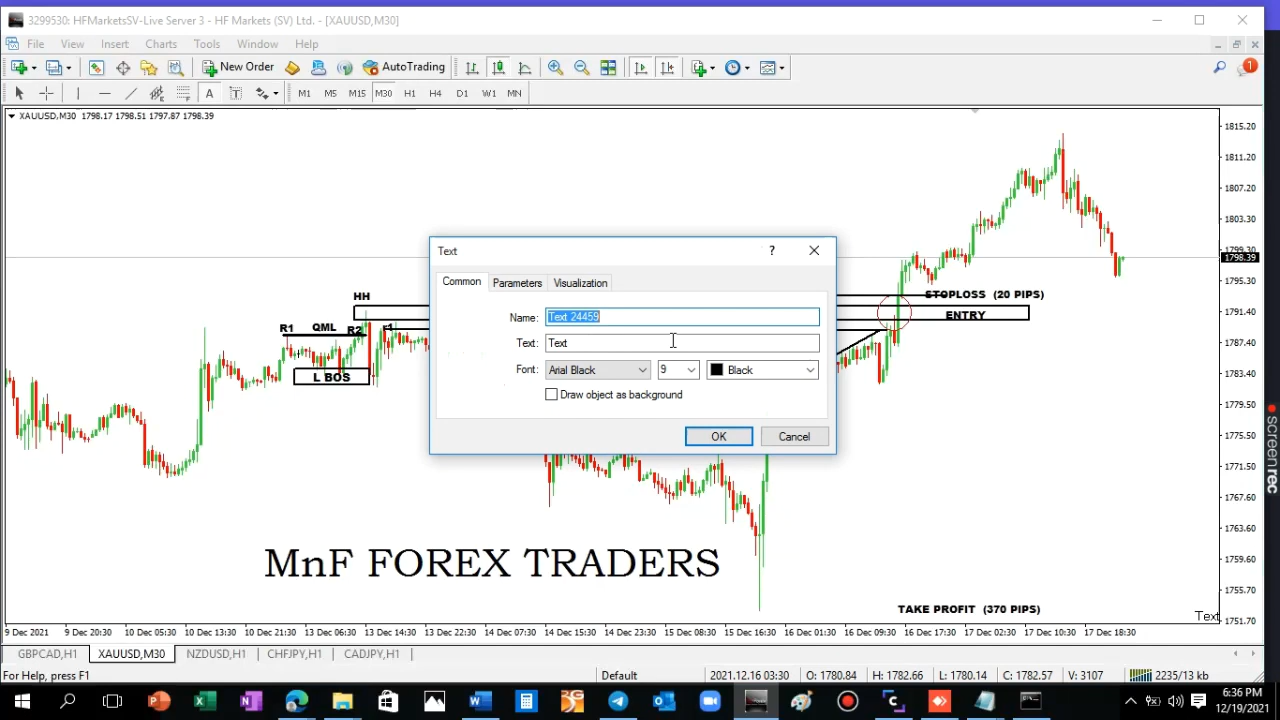 3299530: HFMarketsSV-Live Server 3 - HF Markets (SV) Ltd. - [XAUUSD,M30]
File View Insert Charts Tools Window Help
New Order AutoTrading 1
A T M1 M5 M15 M30 H1 H4 D1 W1 MN
XAUUSD,M30 1798.17 1798.51 1797.87 1798.39
1815.20
1811.20
1807.20
1803.30
1799.30
1798.39
1795.30
1791.40
1787.40
1783.40
1779.50
1775.50
1771.50
1767.60
1763.60
1759.60
1755.70
1751.70
HH
R1 QML R2 r1
L BOS
STOPLOSS (20 PIPS)
ENTRY
Text ?
Common Parameters Visualization
Name: Text 24459
Text: Text
Font: Arial Black 9 Black
Draw object as background
OK Cancel
MnF FOREX TRADERS
TAKE PROFIT (370 PIPS)
Text
9 Dec 2021 9 Dec 20:30 10 Dec 05:30 10 Dec 13:30 10 Dec 21:30 13 Dec 06:30 13 Dec 14:30 13 Dec 22:30 14 Dec 07:30 14 Dec 15:30 14 Dec 23:30 15 Dec 08:30 15 Dec 16:30 16 Dec 01:30 16 Dec 09:30 16 Dec 17:30 17 Dec 02:30 17 Dec 10:30 17 Dec 18:30
GBPCAD,H1 XAUUSD,M30 NZDUSD,H1 CHFJPY,H1 CADJPY,H1
For Help, press F1 Default 2021.12.16 03:30 O: 1780.84 H: 1782.66 L: 1780.14 C: 1782.57 V: 3107 2235/13 kb
6:36 PM
12/19/2021
screenrec